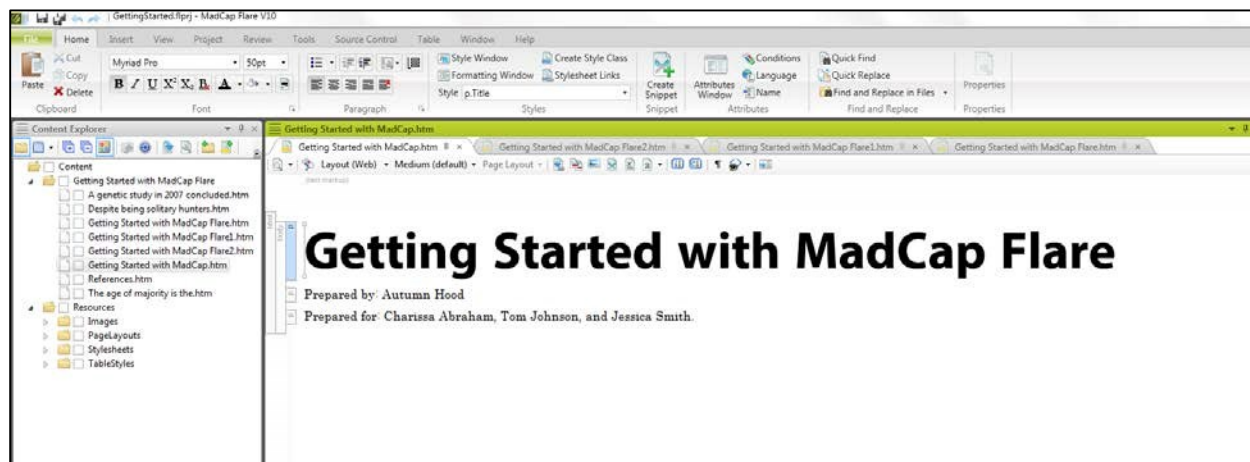 GettingStarted.flprj - MadCap Flare V10
File Home Insert View Project Review Tools Source Control Table Window Help
Cut Myriad Pro 50pt Style Window Create Style Class Conditions Quick Find
Copy Formatting Window Stylesheet Links Language Quick Replace
Paste Delete B I U X² X₂ B A Style p.Title Create Snippet Attributes Window Name Find and Replace in Files Properties
Clipboard Font Paragraph Styles Snippet Attributes Find and Replace Properties
Content Explorer Getting Started with MadCap.htm
Getting Started with MadCap.htm Getting Started with MadCap Flare2.htm Getting Started with MadCap Flare1.htm Getting Started with MadCap Flare.htm
Layout (Web) Medium (default) Page Layout
Content
Getting Started with MadCap Flare
A genetic study in 2007 concluded.htm
Despite being solitary hunters.htm
Getting Started with MadCap Flare.htm
Getting Started with MadCap Flare1.htm
Getting Started with MadCap Flare2.htm
Getting Started with MadCap.htm
References.htm
The age of majority is the.htm
Resources
Images
PageLayouts
Stylesheets
TableStyles
Getting Started with MadCap Flare
Prepared by: Autumn Hood
Prepared for: Charissa Abraham, Tom Johnson, and Jessica Smith.